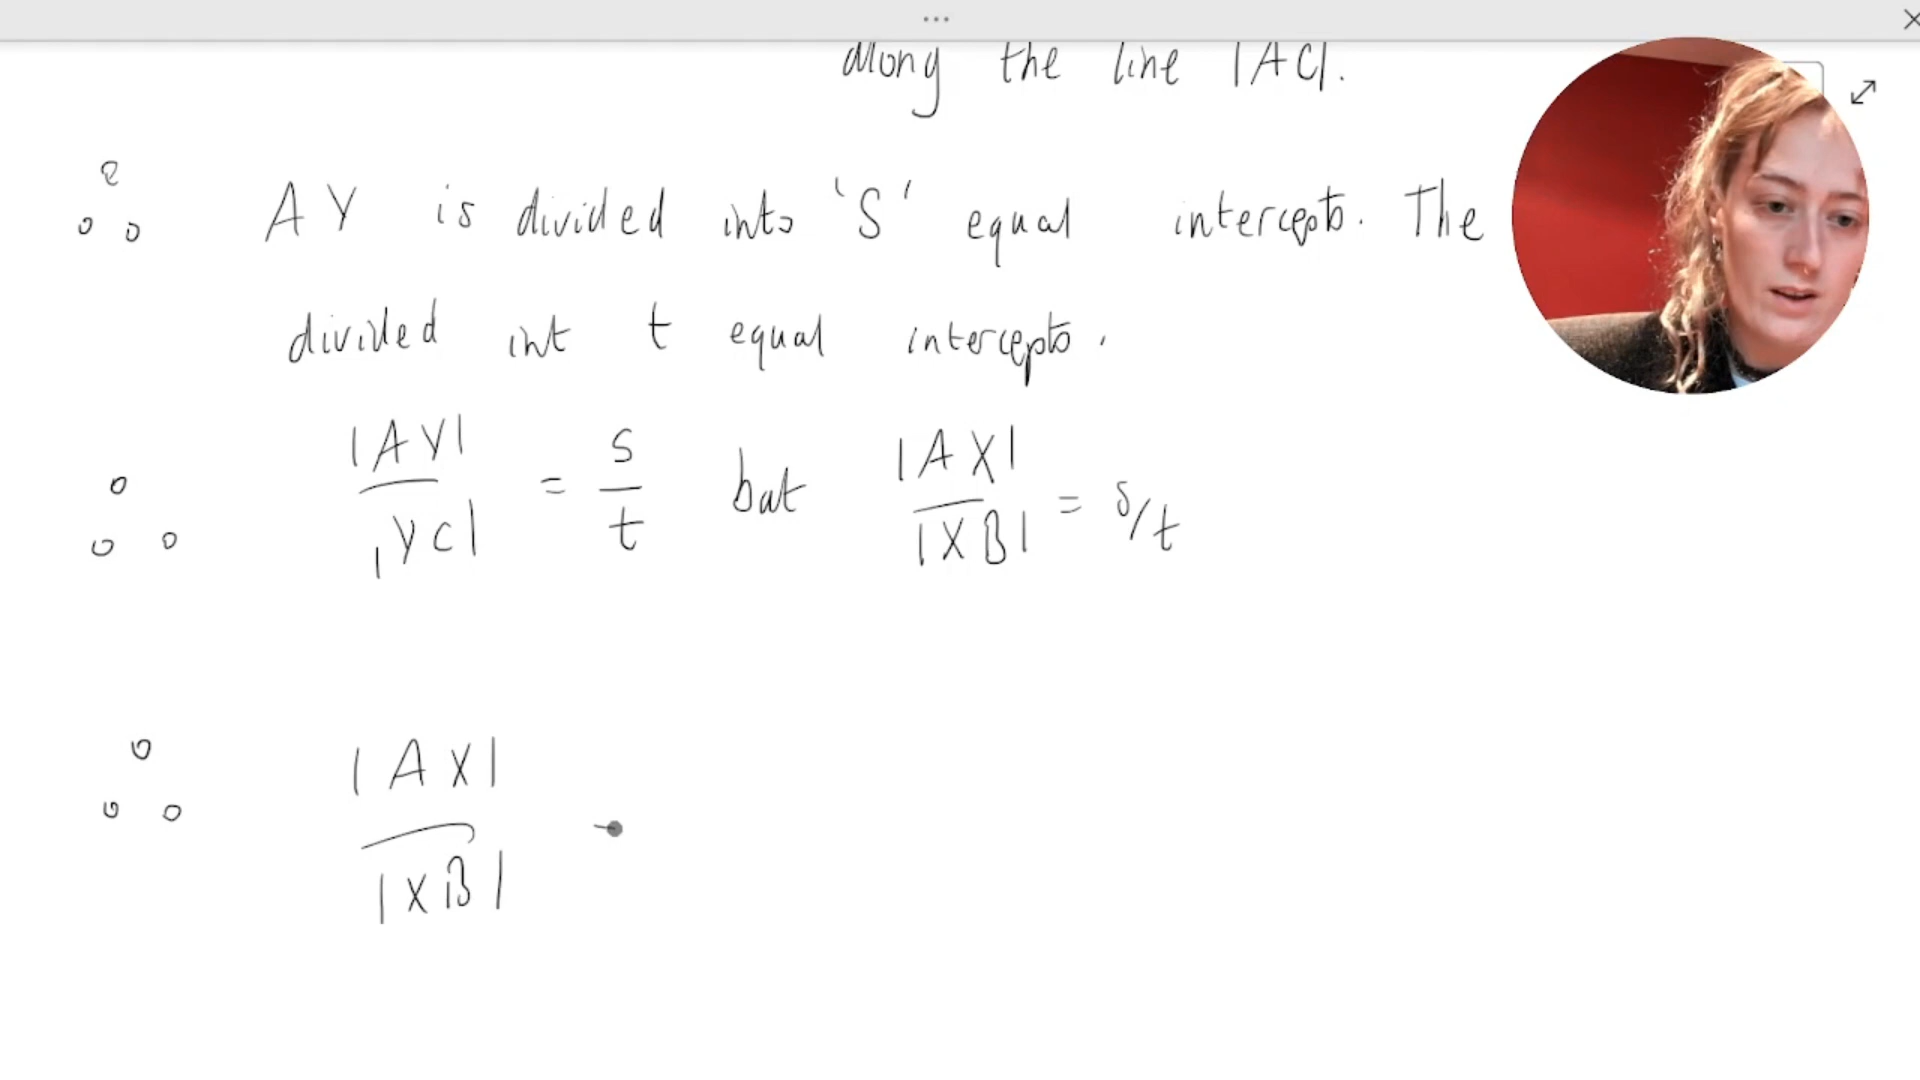 along the line |AC|.
∴ AY is divided into 'S' equal intercepts. The
divided int t equal intercepts.
∴ |AY| / |YC| = s / t but |AX| / |XB| = s/t
∴ |AX| / |XB| -